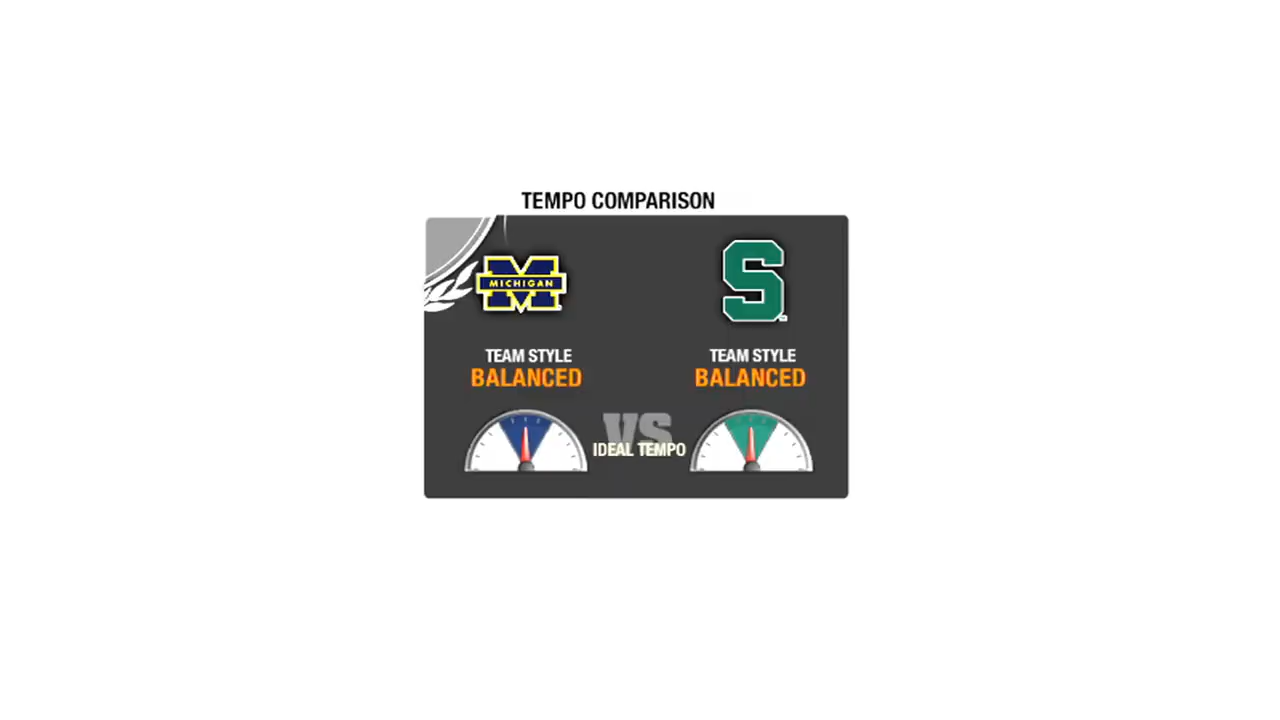 TEMPO COMPARISON
MICHIGAN
S
TEAM STYLE
BALANCED
TEAM STYLE
BALANCED
VS
IDEAL TEMPO